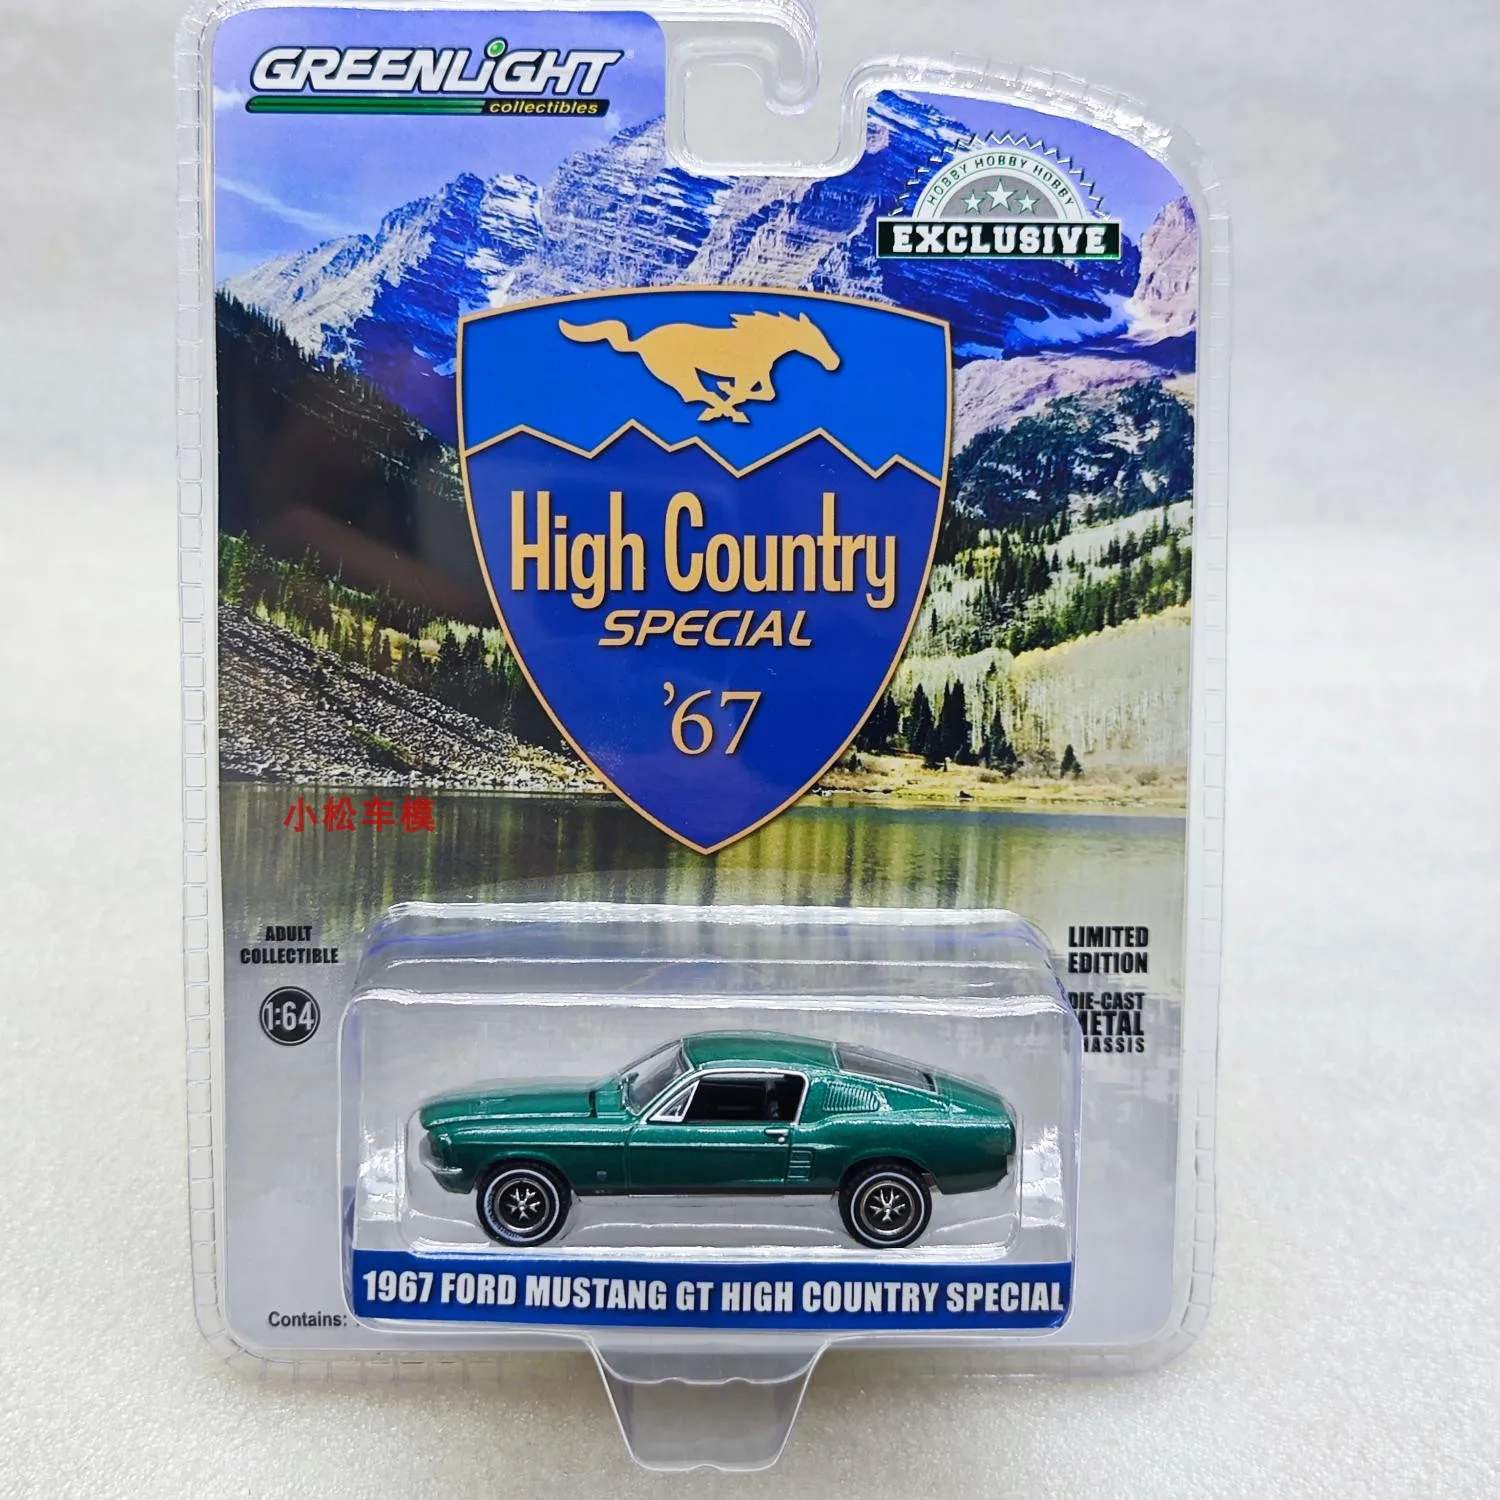 GREENLiGHT
collectibles
HOBBY HOBBY HOBBY
EXCLUSIVE
High Country
SPECIAL
'67
小松车模
ADULT
COLLECTIBLE
1:64
LIMITED
EDITION
DIE-CAST
METAL
1967 FORD MUSTANG GT HIGH COUNTRY SPECIAL
Contains: